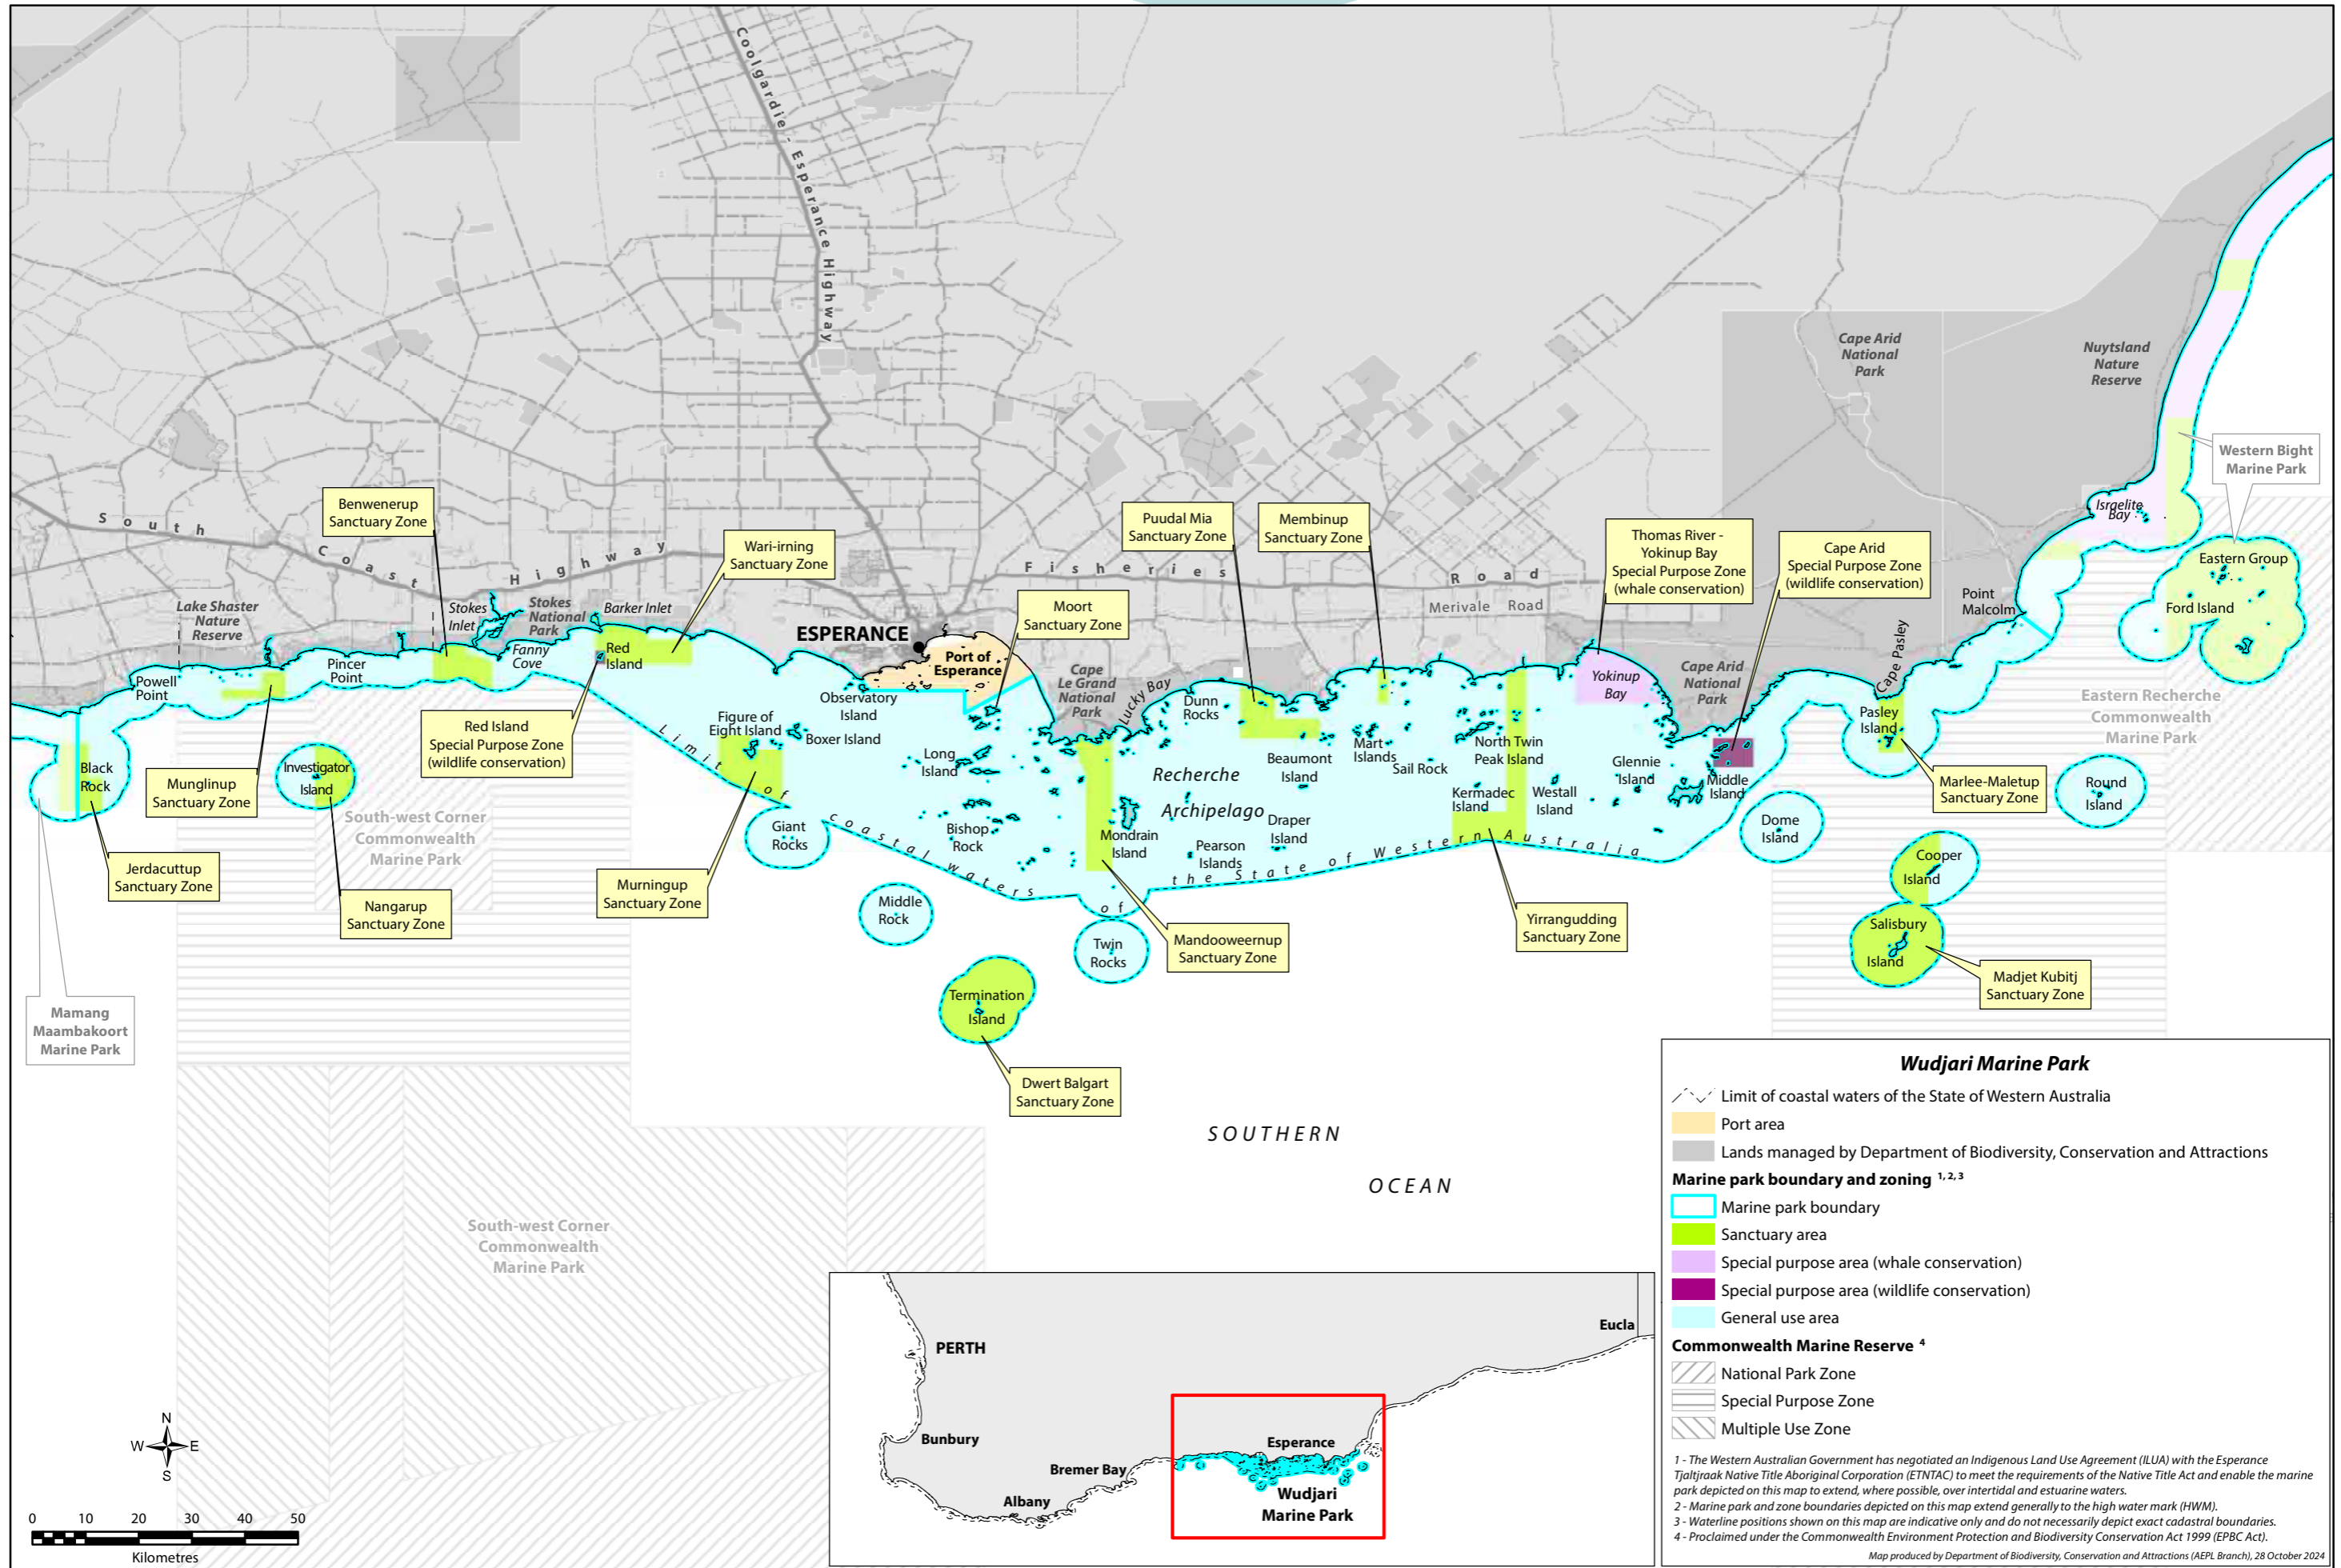 Coolgardie - Esperance Highway
South Coast Highway
Fisheries Road
Merivale Road
Cape Arid
National
Park
Nuytsland
Nature
Reserve
Western Bight
Marine Park
Israelite
Bay
Eastern Group
Ford Island
Point
Malcolm
Eastern Recherche
Commonwealth
Marine Park
Benwenerup
Sanctuary Zone
Wari-irning
Sanctuary Zone
Puudal Mia
Sanctuary Zone
Membinup
Sanctuary Zone
Thomas River -
Yokinup Bay
Special Purpose Zone
(whale conservation)
Cape Arid
Special Purpose Zone
(wildlife conservation)
Moort
Sanctuary Zone
Lake Shaster
Nature
Reserve
Stokes
Inlet
Stokes
National
Park
Barker Inlet
ESPERANCE
Port of
Esperance
Fanny
Cove
Red
Island
Pincer
Point
Powell
Point
Observatory
Island
Cape
Le Grand
National
Park
Lucky Bay
Dunn
Rocks
Yokinup
Bay
Cape Arid
National
Park
Cape Pasley
Pasley
Island
Black
Rock
Munglinup
Sanctuary Zone
Investigator
Island
Red Island
Special Purpose Zone
(wildlife conservation)
Figure of
Eight Island
Boxer Island
Long
Island
Recherche
Archipelago
Beaumont
Island
Mart
Islands
Sail Rock
North Twin
Peak Island
Kermadec
Island
Westall
Island
Glennie
Island
Middle
Island
Marlee-Maletup
Sanctuary Zone
Round
Island
Dome
Island
South-west Corner
Commonwealth
Marine Park
Giant
Rocks
Bishop
Rock
Mondrain
Island
Pearson
Islands
Draper
Island
Limit of coastal waters of the State of Western Australia
Cooper
Island
Jerdacuttup
Sanctuary Zone
Nangarup
Sanctuary Zone
Murningup
Sanctuary Zone
Middle
Rock
Twin
Rocks
Mandooweernup
Sanctuary Zone
Yirrangudding
Sanctuary Zone
Salisbury
Island
Madjet Kubitj
Sanctuary Zone
Termination
Island
Dwert Balgart
Sanctuary Zone
Mamang
Maambakoort
Marine Park
SOUTHERN
OCEAN
South-west Corner
Commonwealth
Marine Park
N
W E
S
0 10 20 30 40 50
Kilometres
PERTH
Bunbury
Bremer Bay
Albany
Esperance
Eucla
Wudjari
Marine Park
Wudjari Marine Park
Limit of coastal waters of the State of Western Australia
Port area
Lands managed by Department of Biodiversity, Conservation and Attractions
Marine park boundary and zoning 1, 2, 3
Marine park boundary
Sanctuary area
Special purpose area (whale conservation)
Special purpose area (wildlife conservation)
General use area
Commonwealth Marine Reserve 4
National Park Zone
Special Purpose Zone
Multiple Use Zone
1 - The Western Australian Government has negotiated an Indigenous Land Use Agreement (ILUA) with the Esperance
Tjaltjraak Native Title Aboriginal Corporation (ETNTAC) to meet the requirements of the Native Title Act and enable the marine
park depicted on this map to extend, where possible, over intertidal and estuarine waters.
2 - Marine park and zone boundaries depicted on this map extend generally to the high water mark (HWM).
3 - Waterline positions shown on this map are indicative only and do not necessarily depict exact cadastral boundaries.
4 - Proclaimed under the Commonwealth Environment Protection and Biodiversity Conservation Act 1999 (EPBC Act).
Map produced by Department of Biodiversity, Conservation and Attractions (AEPL Branch), 28 October 2024